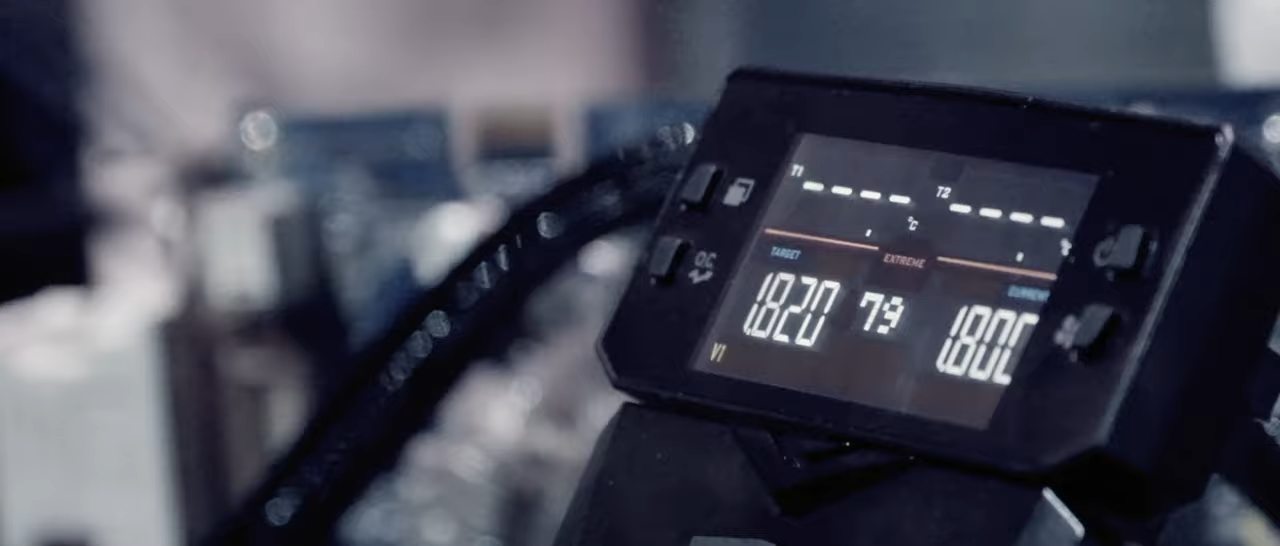 T1 ---- T2 ----
°C
TARGET EXTREME CURRENT
1.820 79 1.800
V1
OC